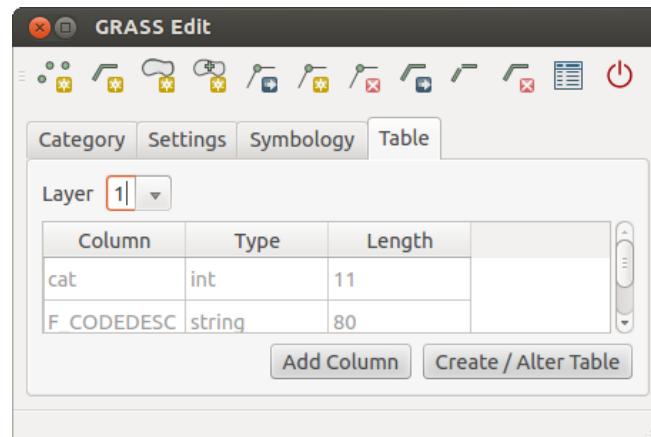 GRASS Edit
Category Settings Symbology Table
Layer 1
Column Type Length
cat int 11
F_CODEDESC string 80
Add Column Create / Alter Table